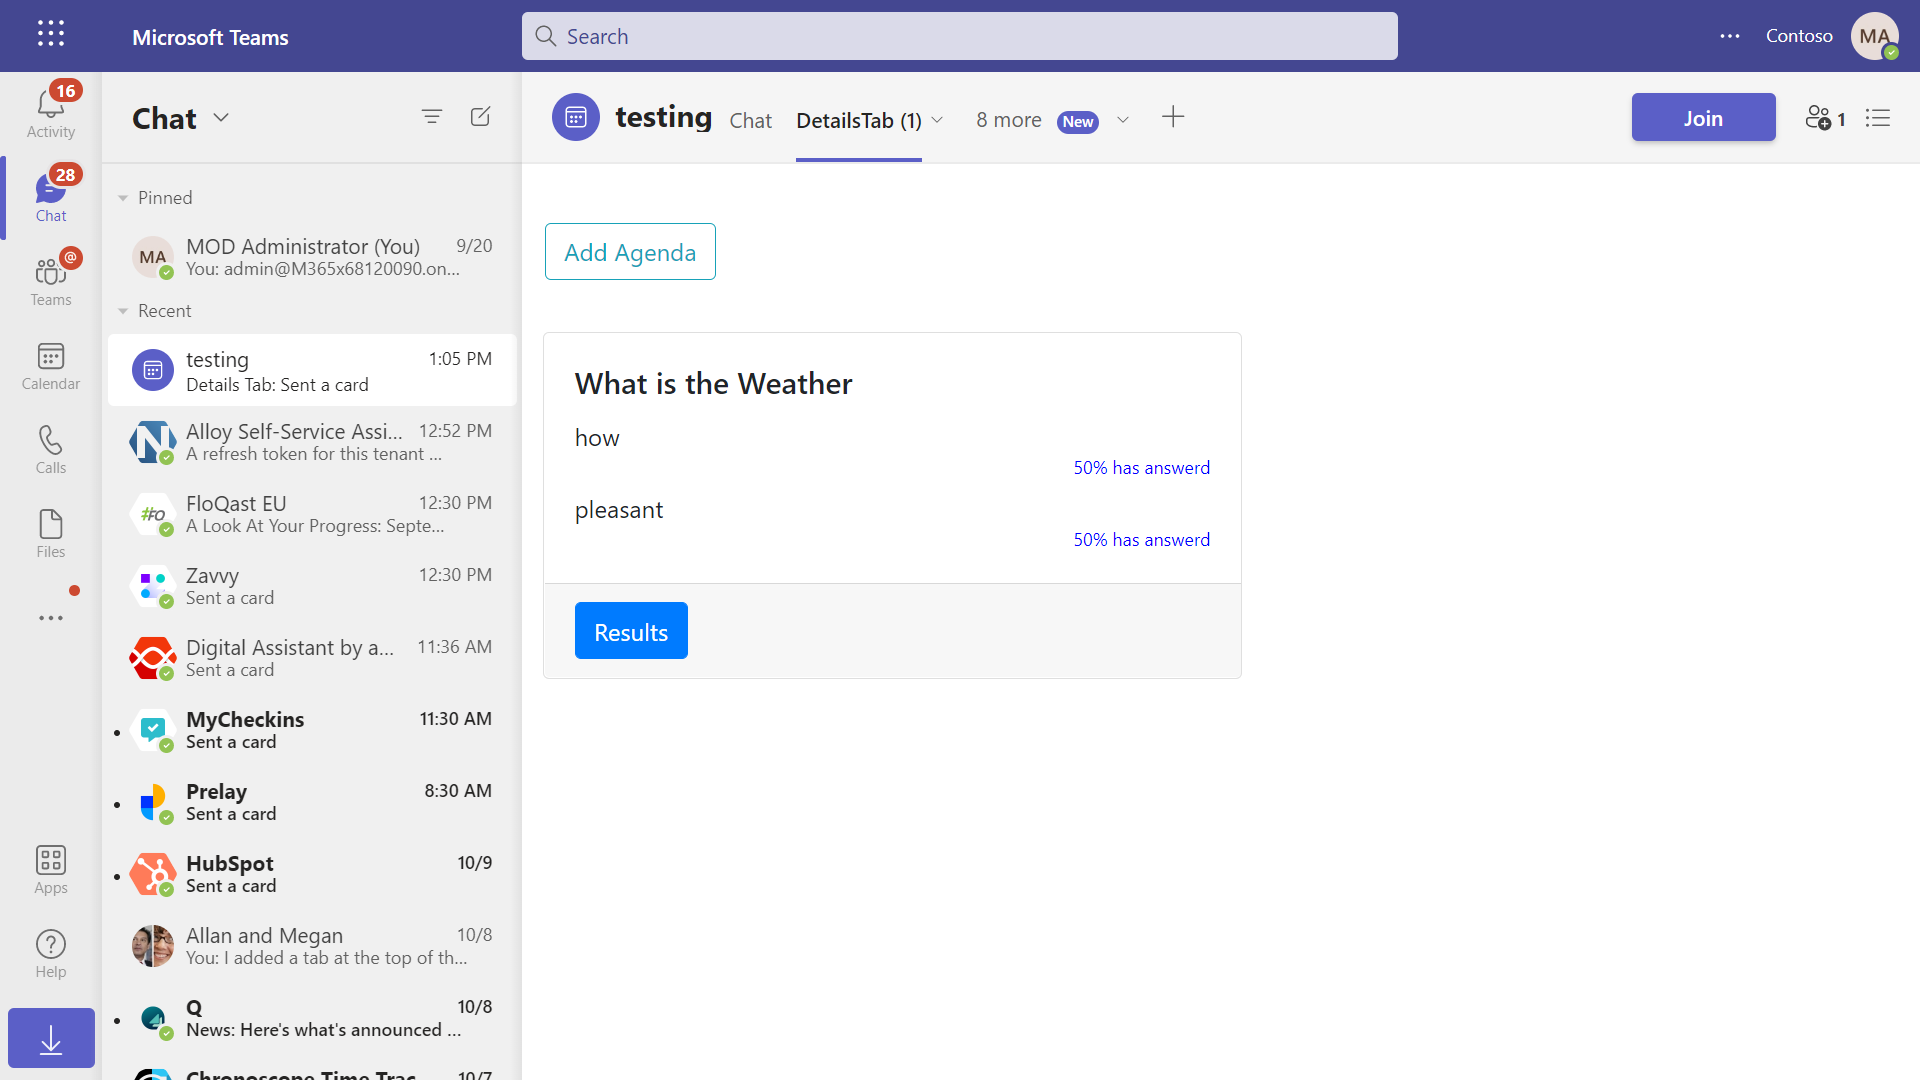 Microsoft Teams
Search
Contoso
MA
16
Activity
28
Chat
@
Teams
Calendar
Calls
Files
Apps
Help
Chat
Pinned
MA
MOD Administrator (You)
9/20
You: admin@M365x68120090.on...
Recent
testing
1:05 PM
Details Tab: Sent a card
N
Alloy Self-Service Assi...
12:52 PM
A refresh token for this tenant ...
#FO
FloQast EU
12:30 PM
A Look At Your Progress: Septe...
Zavvy
12:30 PM
Sent a card
Digital Assistant by a...
11:36 AM
Sent a card
MyCheckins
11:30 AM
Sent a card
Prelay
8:30 AM
Sent a card
HubSpot
10/9
Sent a card
Allan and Megan
10/8
You: I added a tab at the top of th...
Q
10/8
News: Here's what's announced ...
Chronoscope Time Trac...
10/7
testing
Chat
DetailsTab (1)
8 more
New
Join
1
Add Agenda
What is the Weather
how
50% has answerd
pleasant
50% has answerd
Results